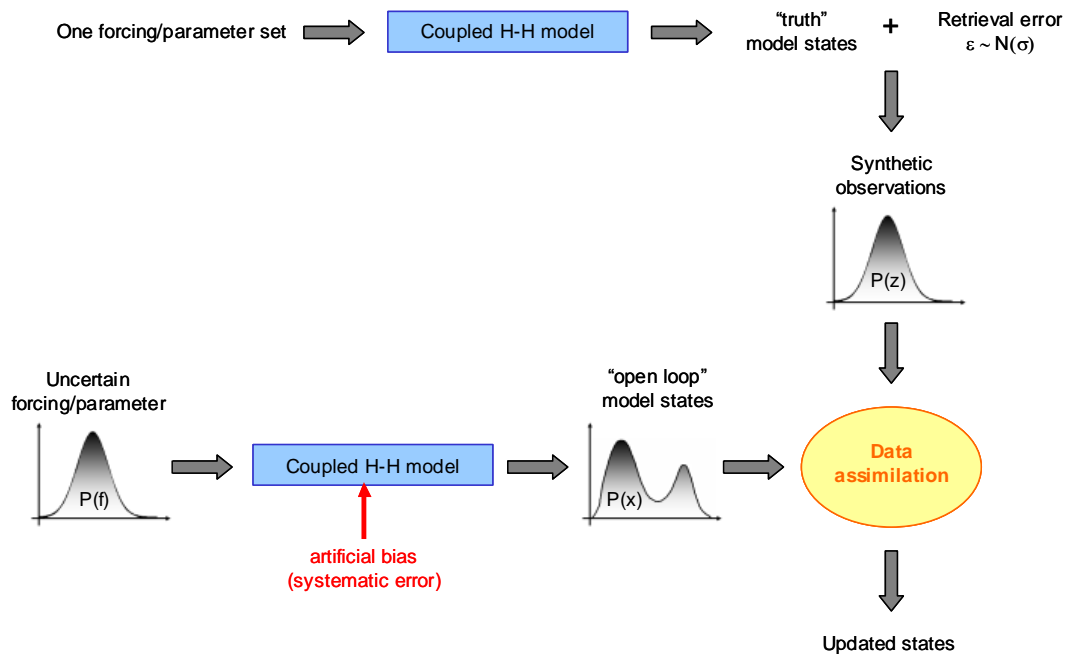 One forcing/parameter set
Coupled H-H model
“truth”
model states
+
Retrieval error
ε ~ N(σ)
Synthetic
observations
P(z)
Uncertain
forcing/parameter
P(f)
Coupled H-H model
“open loop”
model states
P(x)
Data
assimilation
artificial bias
(systematic error)
Updated states